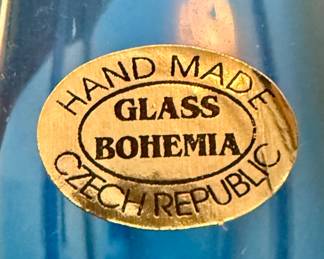 HAND MADE
GLASS
BOHEMIA
CZECH REPUBLIC